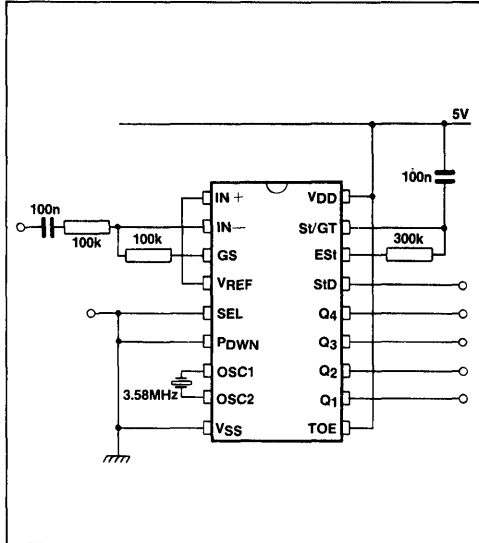 5V
100n
100n
100k
100k
300k
3.58MHz
IN +
IN—
GS
VREF
SEL
PDWN
OSC1
OSC2
VSS
VDD
St/GT
ESt
StD
Q4
Q3
Q2
Q1
TOE